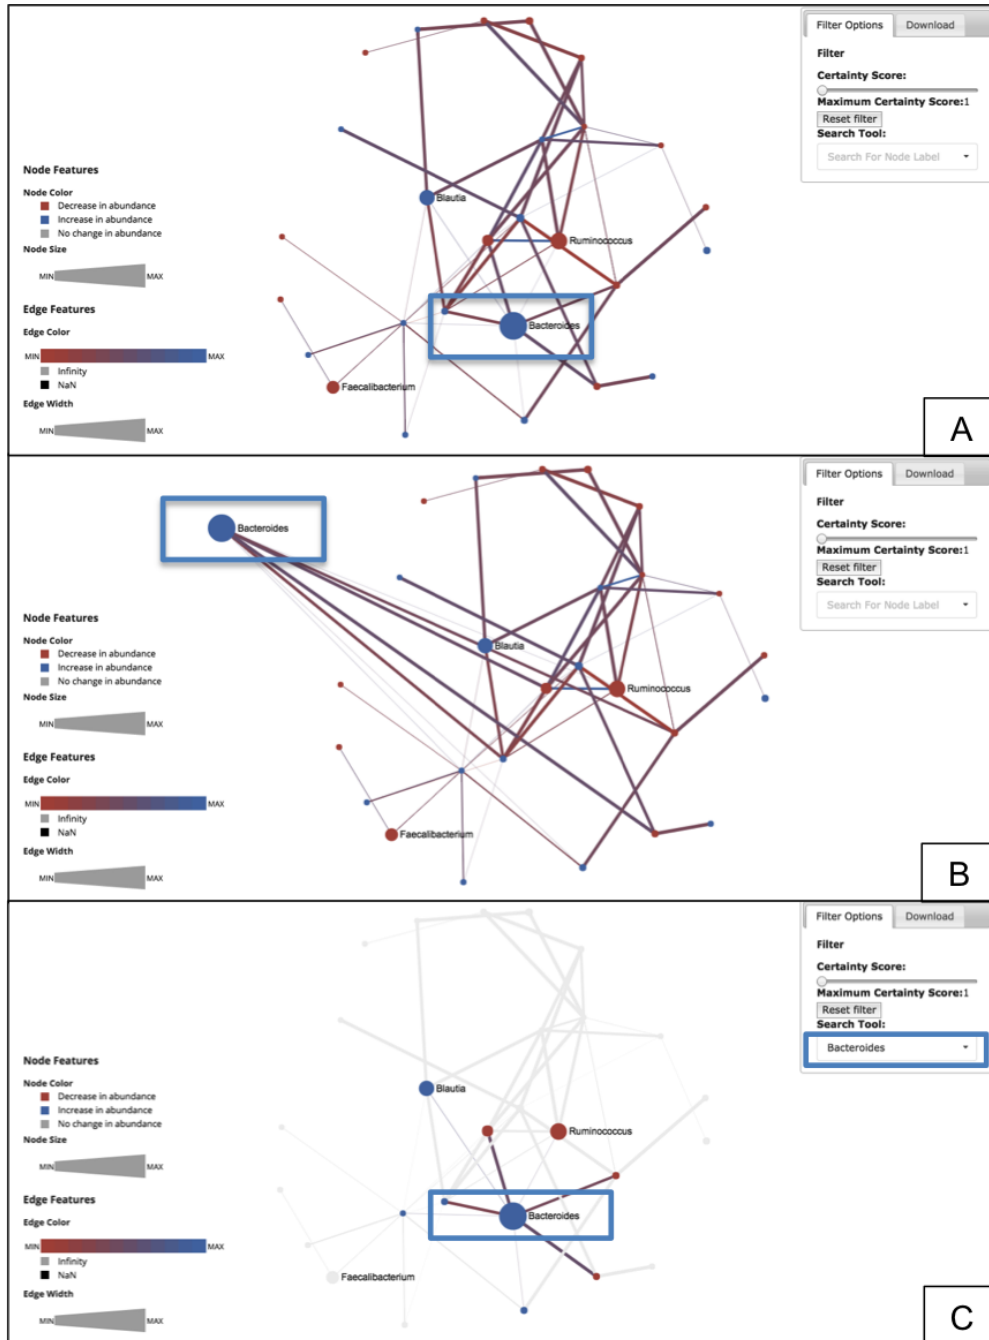 Filter Options
Download
Filter
Certainty Score:
Maximum Certainty Score:1
Reset filter
Search Tool:
Search For Node Label
Node Features
Node Color
Decrease in abundance
Increase in abundance
No change in abundance
Node Size
MIN
MAX
Edge Features
Edge Color
MIN
MAX
Infinity
NaN
Edge Width
MIN
MAX
Blautia
Ruminococcus
Bacteroides
Faecalibacterium
A
Filter Options
Download
Filter
Certainty Score:
Maximum Certainty Score:1
Reset filter
Search Tool:
Search For Node Label
Bacteroides
Node Features
Node Color
Decrease in abundance
Increase in abundance
No change in abundance
Node Size
MIN
MAX
Edge Features
Edge Color
MIN
MAX
Infinity
NaN
Edge Width
MIN
MAX
Blautia
Ruminococcus
Faecalibacterium
B
Filter Options
Download
Filter
Certainty Score:
Maximum Certainty Score:1
Reset filter
Search Tool:
Bacteroides
Node Features
Node Color
Decrease in abundance
Increase in abundance
No change in abundance
Node Size
MIN
MAX
Edge Features
Edge Color
MIN
MAX
Infinity
NaN
Edge Width
MIN
MAX
Blautia
Ruminococcus
Bacteroides
Faecalibacterium
C